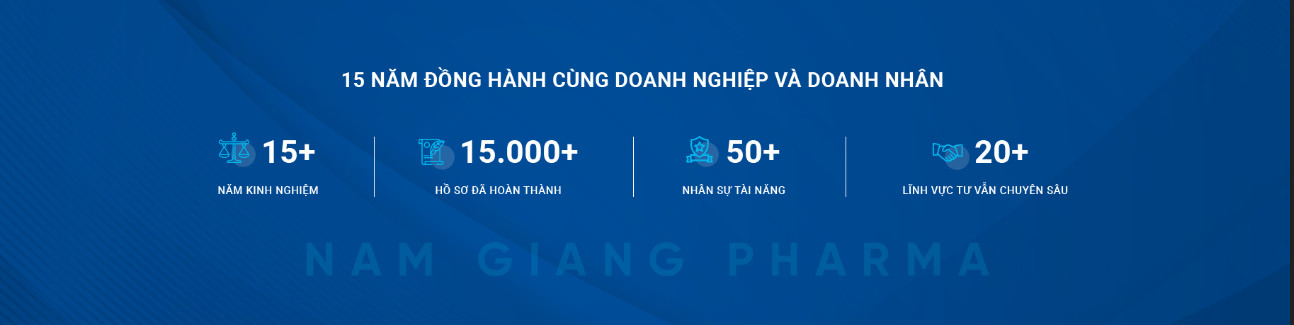 15 NĂM ĐỒNG HÀNH CÙNG DOANH NGHIỆP VÀ DOANH NHÂN
15+
NĂM KINH NGHIỆM
15.000+
HỒ SƠ ĐÃ HOÀN THÀNH
50+
NHÂN SỰ TÀI NĂNG
20+
LĨNH VỰC TƯ VẤN CHUYÊN SÂU
NAM GIANG PHARMA